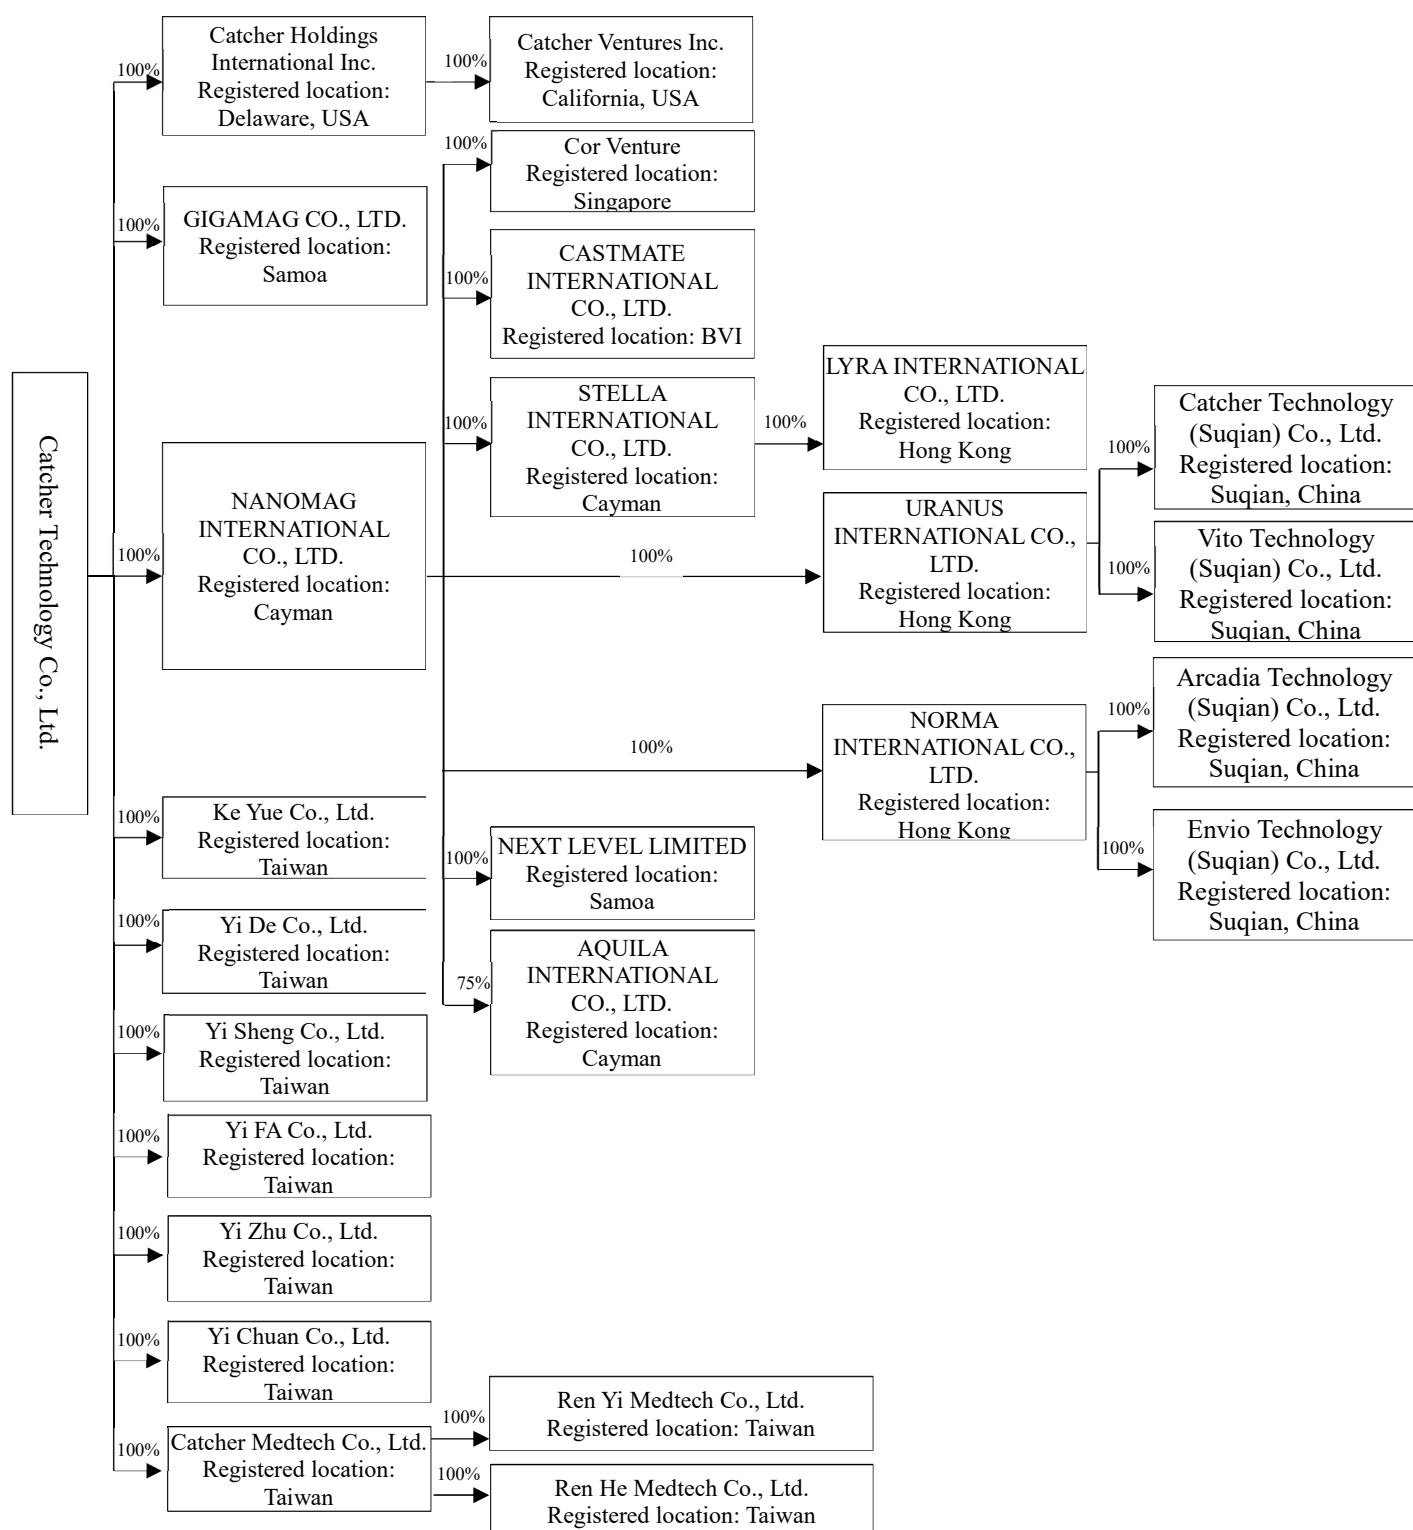 Catcher Technology Co., Ltd.
100%
Catcher Holdings
International Inc.
Registered location:
Delaware, USA
100%
Catcher Ventures Inc.
Registered location:
California, USA
100%
GIGAMAG CO., LTD.
Registered location:
Samoa
100%
NANOMAG
INTERNATIONAL
CO., LTD.
Registered location:
Cayman
100%
Cor Venture
Registered location:
Singapore
100%
CASTMATE
INTERNATIONAL
CO., LTD.
Registered location: BVI
100%
STELLA
INTERNATIONAL
CO., LTD.
Registered location:
Cayman
100%
LYRA INTERNATIONAL
CO., LTD.
Registered location:
Hong Kong
100%
URANUS
INTERNATIONAL CO.,
LTD.
Registered location:
Hong Kong
100%
Catcher Technology
(Suqian) Co., Ltd.
Registered location:
Suqian, China
100%
Vito Technology
(Suqian) Co., Ltd.
Registered location:
Suqian, China
100%
NORMA
INTERNATIONAL CO.,
LTD.
Registered location:
Hong Kong
100%
Arcadia Technology
(Suqian) Co., Ltd.
Registered location:
Suqian, China
100%
Envio Technology
(Suqian) Co., Ltd.
Registered location:
Suqian, China
100%
NEXT LEVEL LIMITED
Registered location:
Samoa
75%
AQUILA
INTERNATIONAL
CO., LTD.
Registered location:
Cayman
100%
Ke Yue Co., Ltd.
Registered location:
Taiwan
100%
Yi De Co., Ltd.
Registered location:
Taiwan
100%
Yi Sheng Co., Ltd.
Registered location:
Taiwan
100%
Yi FA Co., Ltd.
Registered location:
Taiwan
100%
Yi Zhu Co., Ltd.
Registered location:
Taiwan
100%
Yi Chuan Co., Ltd.
Registered location:
Taiwan
100%
Catcher Medtech Co., Ltd.
Registered location:
Taiwan
100%
Ren Yi Medtech Co., Ltd.
Registered location: Taiwan
100%
Ren He Medtech Co., Ltd.
Registered location: Taiwan